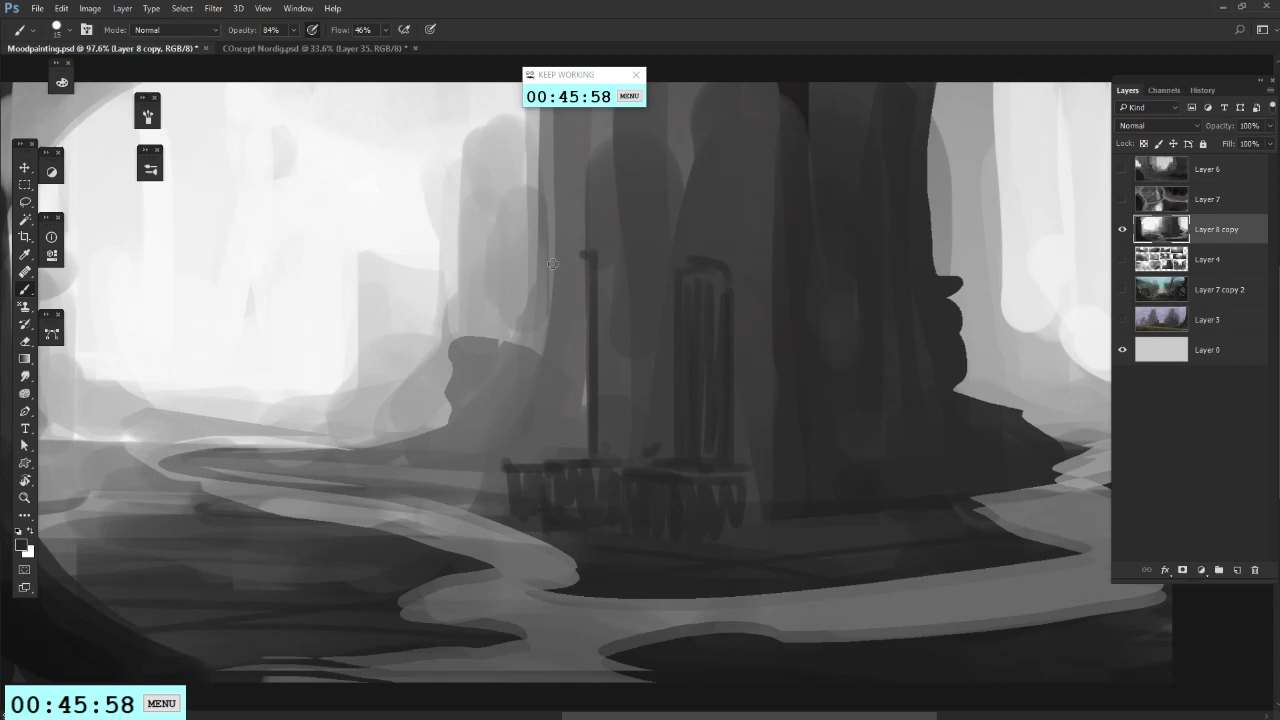 Ps File Edit Image Layer Type Select Filter 3D View Window Help
15 Mode: Normal Opacity: 84% Flow: 46%
Moodpainting.psd @ 97.6% (Layer 8 copy, RGB/8) * × COncept Nordig.psd @ 33.6% (Layer 35, RGB/8) * ×
KEEP WORKING
00:45:58 MENU
Layers Channels History
Kind
Normal Opacity: 100%
Lock: Fill: 100%
Layer 6
Layer 7
Layer 8 copy
Layer 4
Layer 7 copy 2
Layer 3
Layer 0
fx
00:45:58 MENU